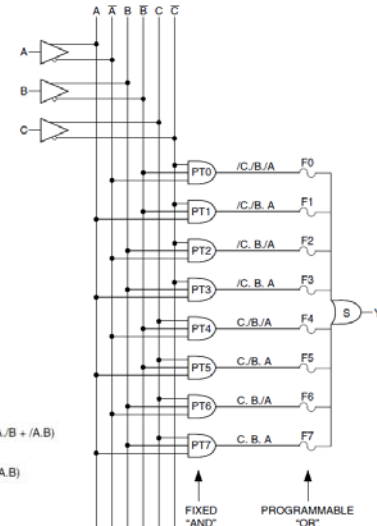 A A̅ B B̅ C C̅
A
B
C
PT0 /C./B./A F0
PT1 /C./B. A F1
PT2 /C. B./A F2
PT3 /C. B. A F3
S Y
PT4 C./B./A F4
PT5 C./B. A F5
PT6 C. B./A F6
./B + /A.B)
PT7 C. B. A F7
A.B)
FIXED PROGRAMMABLE
"AND" "OR"